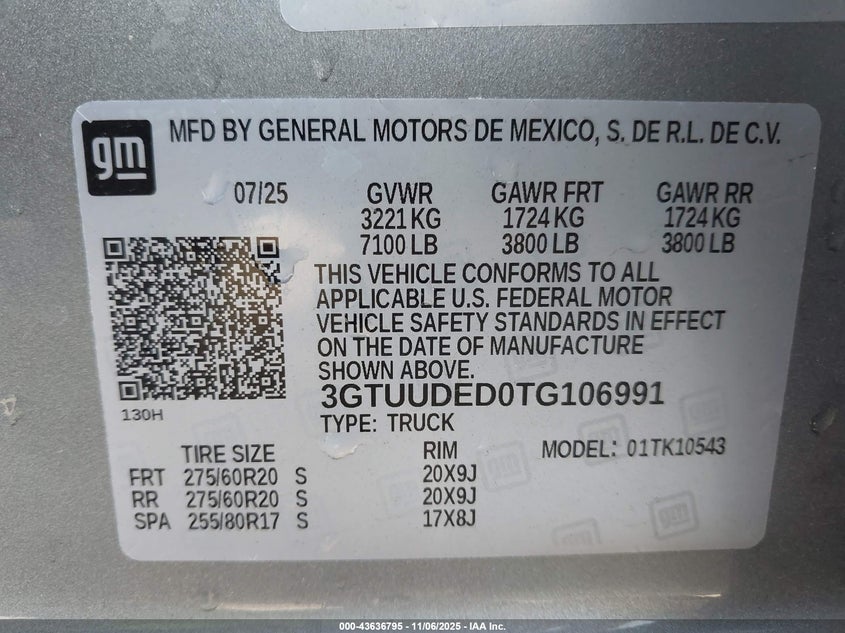 gm
MFD BY GENERAL MOTORS DE MEXICO, S. DE R.L. DE C.V.
07/25 GVWR GAWR FRT GAWR RR
3221 KG 1724 KG 1724 KG
7100 LB 3800 LB 3800 LB
THIS VEHICLE CONFORMS TO ALL
APPLICABLE U.S. FEDERAL MOTOR
VEHICLE SAFETY STANDARDS IN EFFECT
ON THE DATE OF MANUFACTURE
SHOWN ABOVE.
3GTUUDED0TG106991
130H
TYPE: TRUCK
TIRE SIZE RIM MODEL: 01TK10543
FRT 275/60R20 S 20X9J
RR 275/60R20 S 20X9J
SPA 255/80R17 S 17X8J
gm
000-43636795 - 11/06/2025 - IAA Inc.